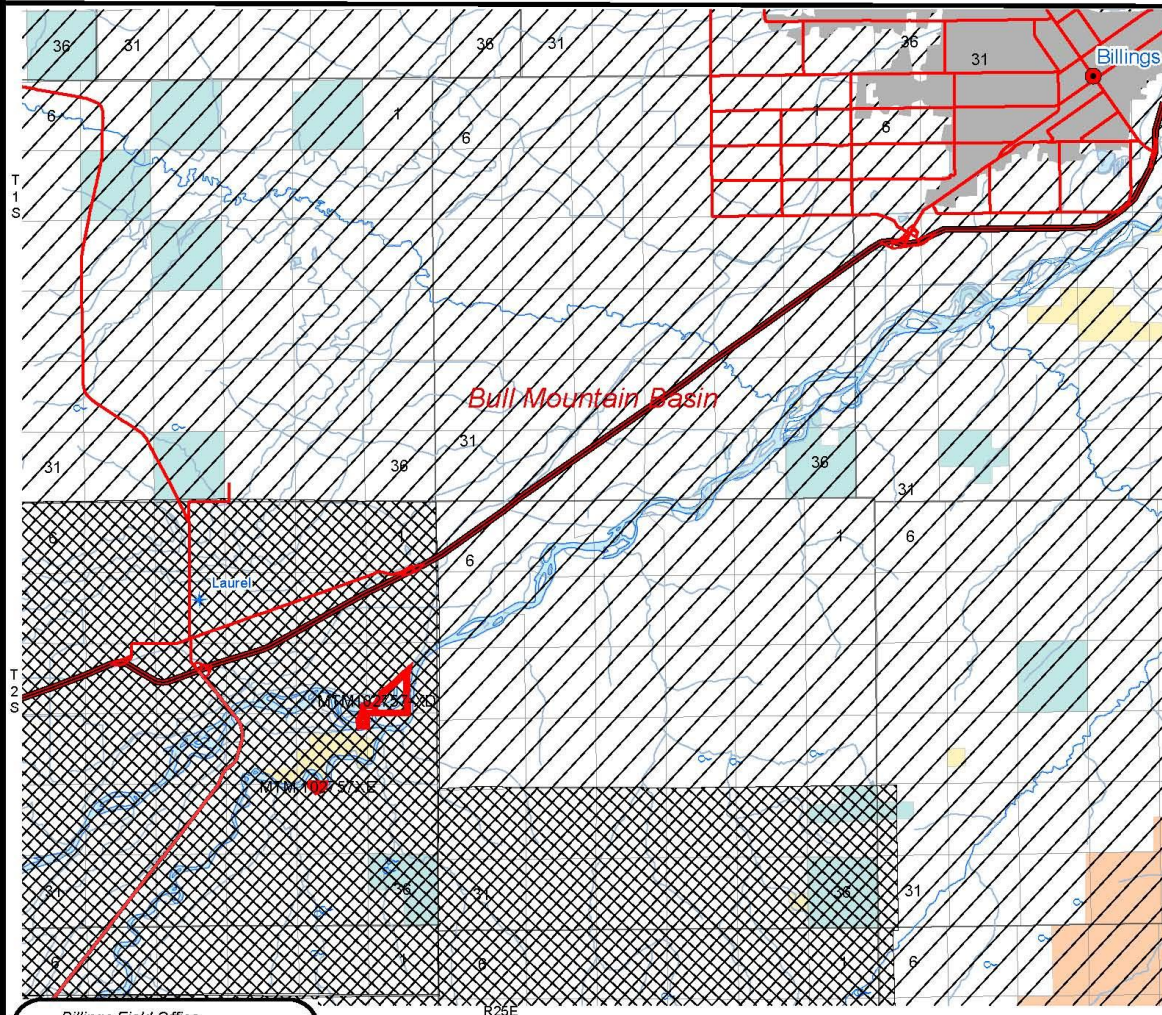 36 31 36 31 36 31
Billings
6 1 6 1 6
T
1
S
Bull Mountain Basin
31 36 31 36 31
6 1 6 1 6
Laurel
T
2
S
31 36 31 36 31
6 1 6 1 6
Billings Field Office
R25E